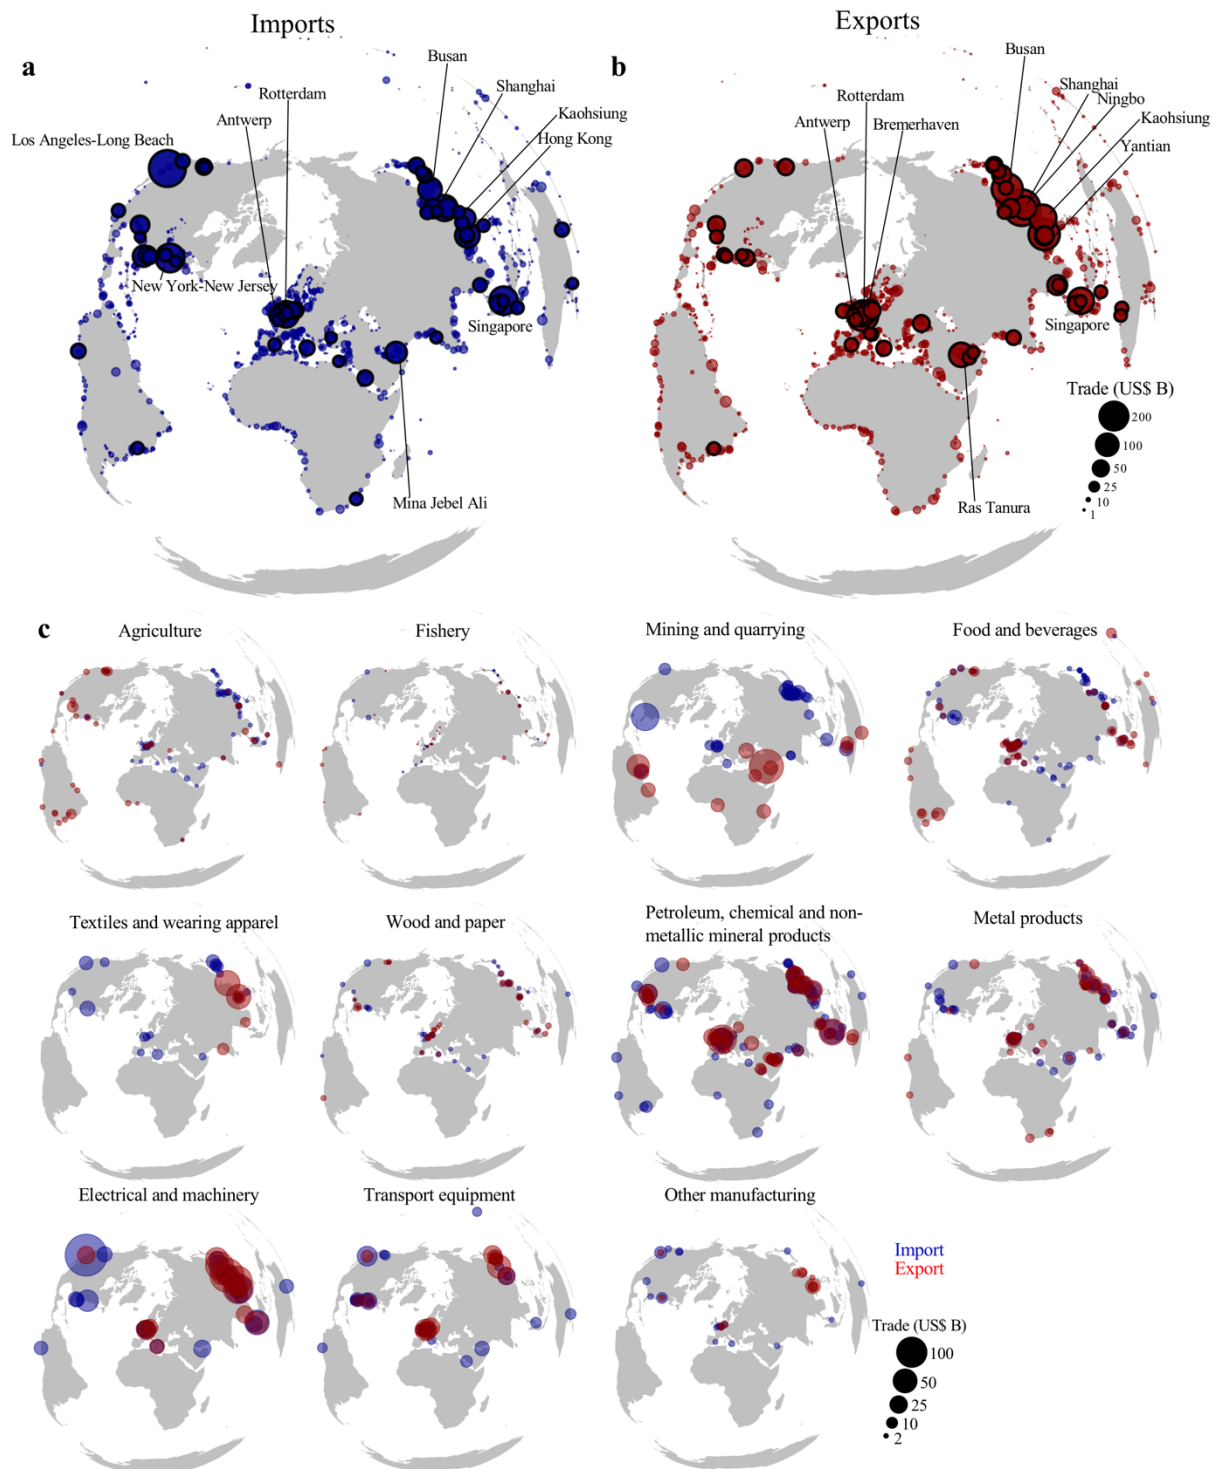 Imports
Exports
a
Busan
Shanghai
Rotterdam
Antwerp
Kaohsiung
Hong Kong
Los Angeles-Long Beach
New York-New Jersey
Singapore
Mina Jebel Ali
b
Busan
Shanghai
Ningbo
Rotterdam
Antwerp
Bremerhaven
Kaohsiung
Yantian
Singapore
Ras Tanura
Trade (US$ B)
200
100
50
25
10
1
c
Agriculture
Fishery
Mining and quarrying
Food and beverages
Textiles and wearing apparel
Wood and paper
Petroleum, chemical and non-
metallic mineral products
Metal products
Electrical and machinery
Transport equipment
Other manufacturing
Import
Export
Trade (US$ B)
100
50
25
10
2